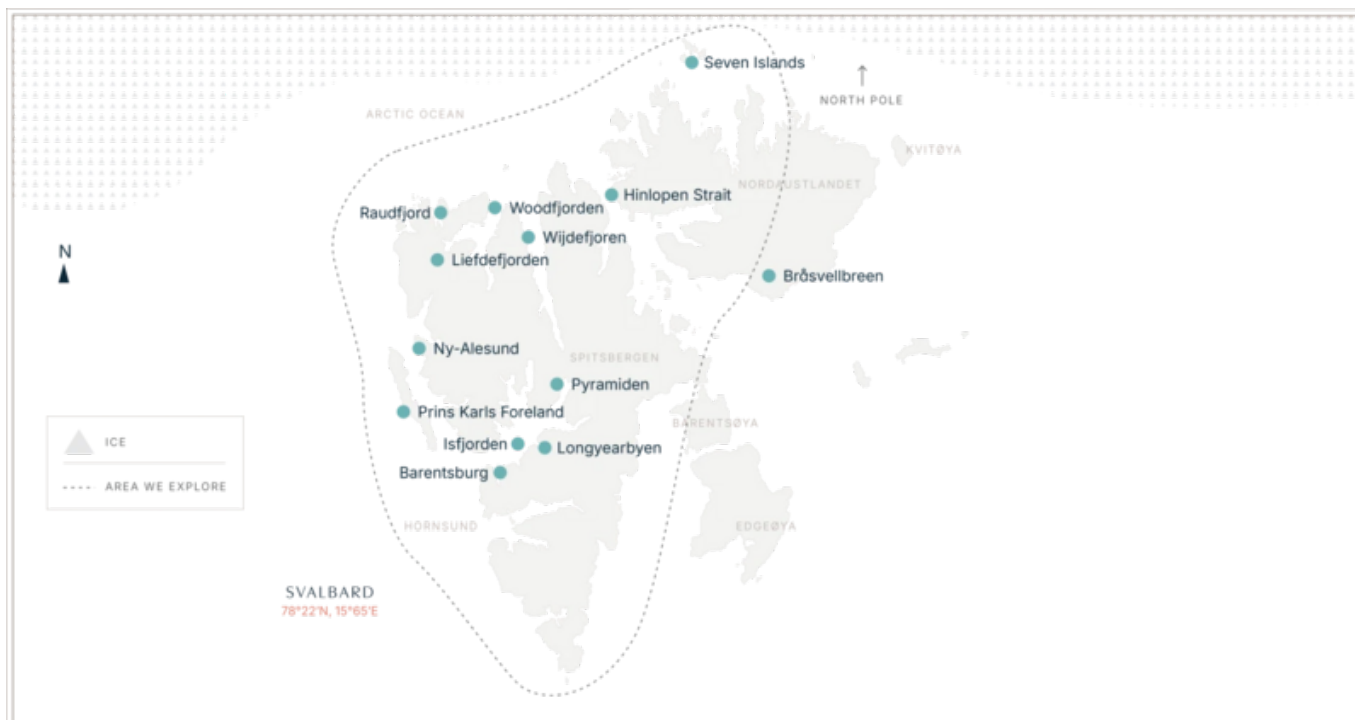 Seven Islands
NORTH POLE
ARCTIC OCEAN
KVITØYA
NORDAUSTLANDET
Hinlopen Strait
Raudfjord
Woodfjorden
Wijdefjoren
N
Liefdefjorden
Bråsvellbreen
Ny-Alesund
SPITSBERGEN
Pyramiden
Prins Karls Foreland
BARENTSØYA
ICE
Isfjorden
Longyearbyen
Barentsburg
AREA WE EXPLORE
HORNSUND
EDGEØYA
SVALBARD
78°22'N, 15°65'E